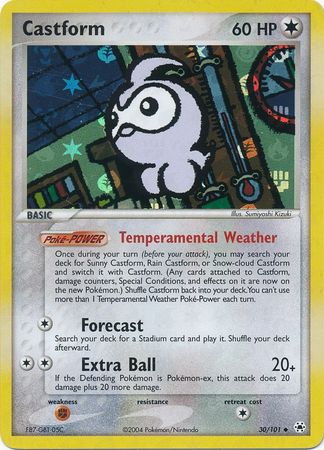 Castform
60 HP
BASIC
Illus. Sumiyoshi Kizuki
Poké-POWER Temperamental Weather
Once during your turn (before your attack), you may search your
deck for Sunny Castform, Rain Castform, or Snow-cloud Castform
and switch it with Castform. (Any cards attached to Castform,
damage counters, Special Conditions, and effects on it are now on
the new Pokémon.) Shuffle Castform back into your deck. You can't use
more than 1 Temperamental Weather Poké-Power each turn.
Forecast
Search your deck for a Stadium card and play it. Shuffle your deck
afterward.
Extra Ball 20+
If the Defending Pokémon is Pokémon-ex, this attack does 20
damage plus 20 more damage.
weakness resistance retreat cost
©2004 Pokémon/Nintendo
30/101